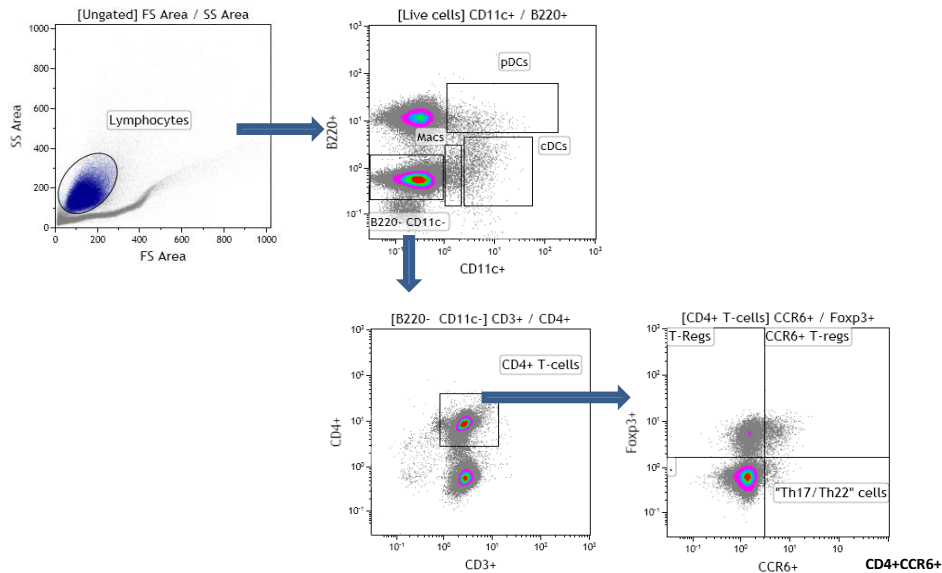 [Ungated] FS Area / SS Area
1000
800
600
400
200
0
SS Area
Lymphocytes
0 200 400 600 800 1000
FS Area
[Live cells] CD11c+ / B220+
10³
10²
10¹
10⁰
10⁻¹
B220+
pDCs
Macs
cDCs
B220- CD11c-
10⁻¹ 10⁰ 10¹ 10² 10³
CD11c+
[B220- CD11c-] CD3+ / CD4+
10³
10²
10¹
10⁰
10⁻¹
CD4+
CD4+ T-cells
10⁻¹ 10⁰ 10¹ 10² 10³
CD3+
[CD4+ T-cells] CCR6+ / Foxp3+
10³
10²
10¹
10⁰
10⁻¹
Foxp3+
T-Regs
CCR6+ T-regs
.
"Th17/Th22" cells
10⁻¹ 10⁰ 10¹ 10² 10³
CCR6+
CD4+CCR6+